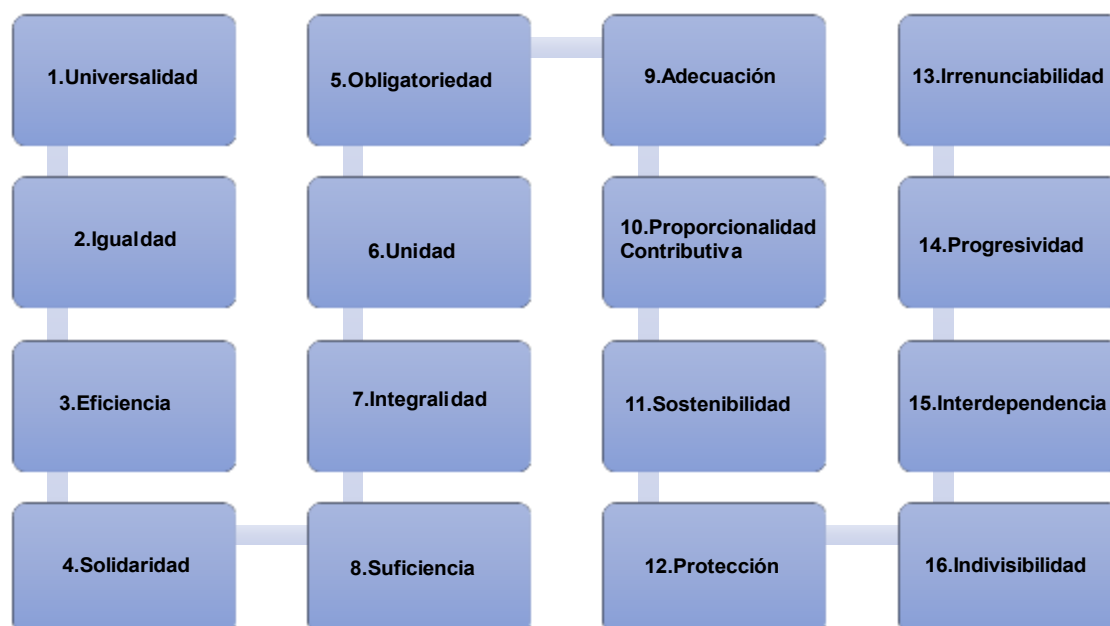 1.Universalidad
2.Igualdad
3.Eficiencia
4.Solidaridad
5.Obligatoriedad
6.Unidad
7.Integralidad
8.Suficiencia
9.Adecuación
10.Proporcionalidad
Contributiva
11.Sostenibilidad
12.Protección
13.Irrenunciabilidad
14.Progresividad
15.Interdependencia
16.Indivisibilidad